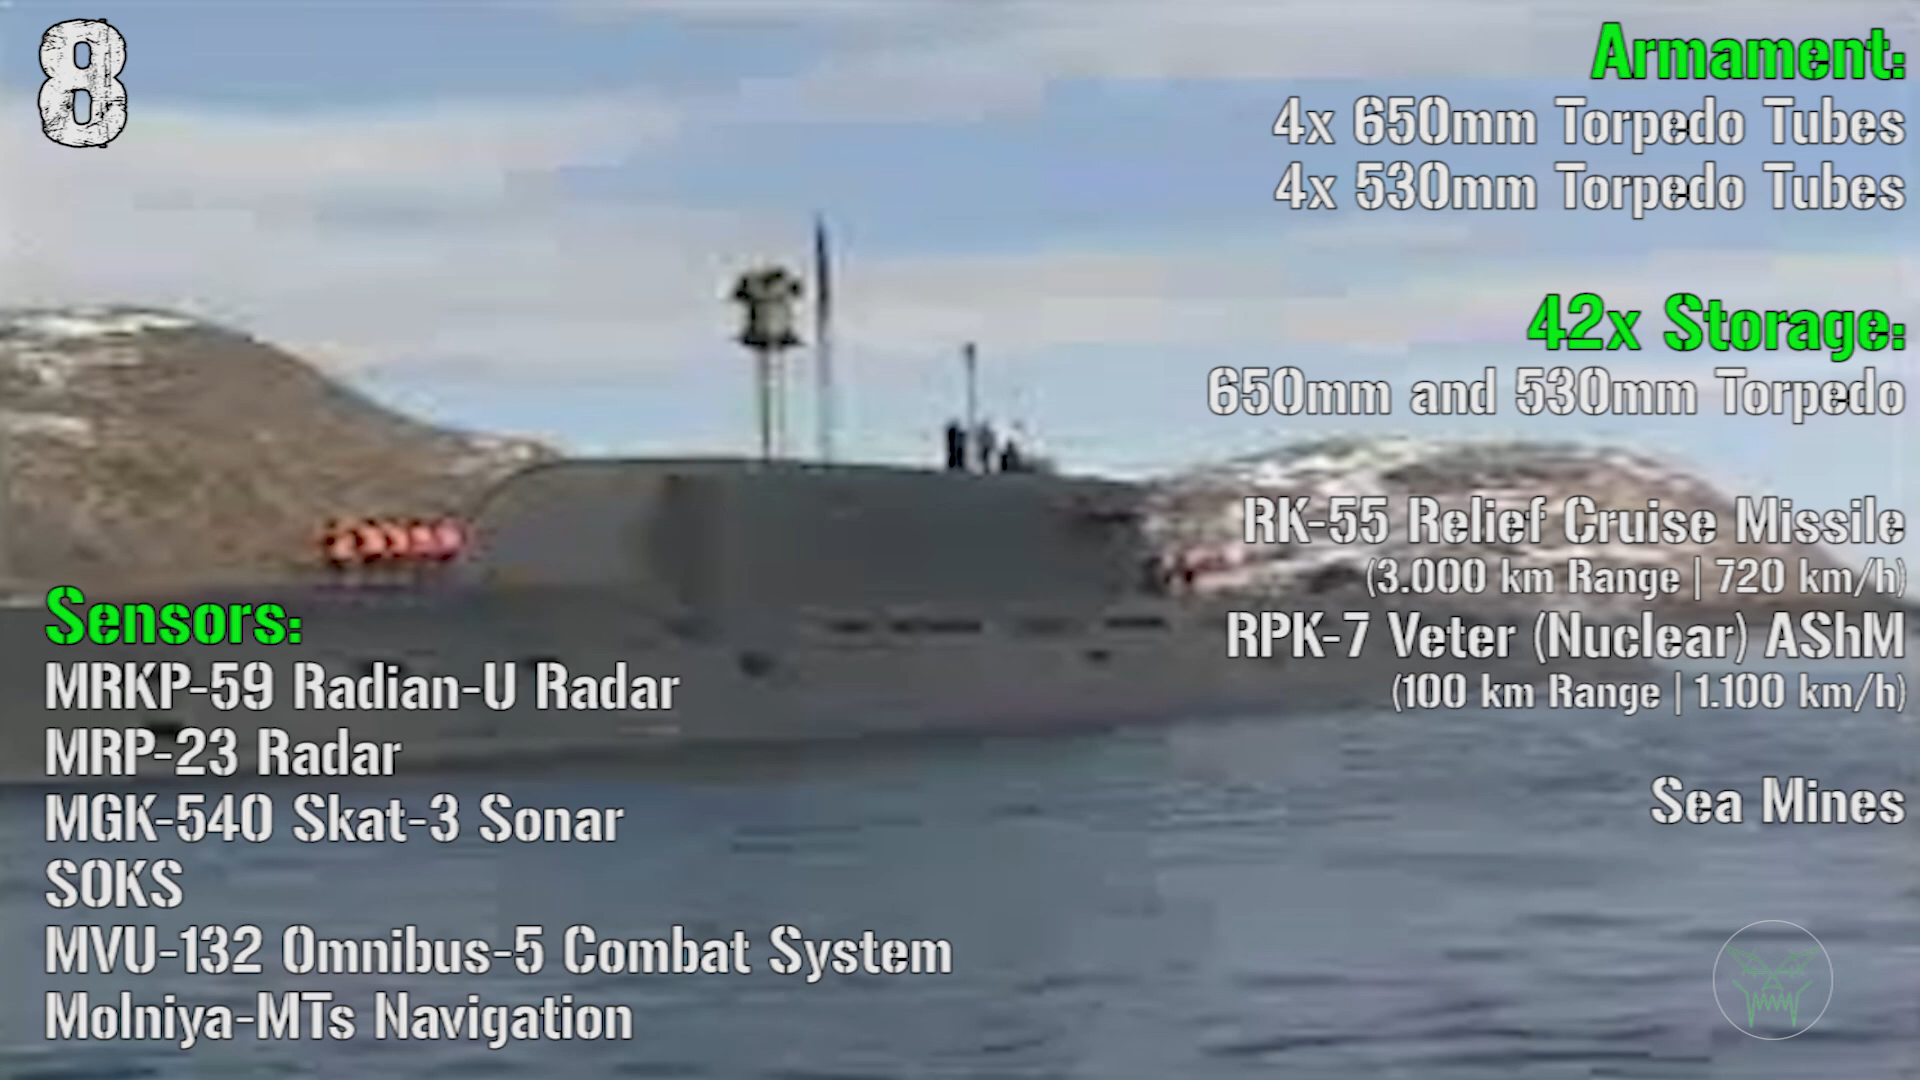 8
Armament:
4x 650mm Torpedo Tubes
4x 530mm Torpedo Tubes
42x Storage:
650mm and 530mm Torpedo
RK-55 Relief Cruise Missile
(3.000 km Range | 720 km/h)
RPK-7 Veter (Nuclear) AShM
(100 km Range | 1.100 km/h)
Sea Mines
Sensors:
MRKP-59 Radian-U Radar
MRP-23 Radar
MGK-540 Skat-3 Sonar
SOKS
MVU-132 Omnibus-5 Combat System
Molniya-MTs Navigation